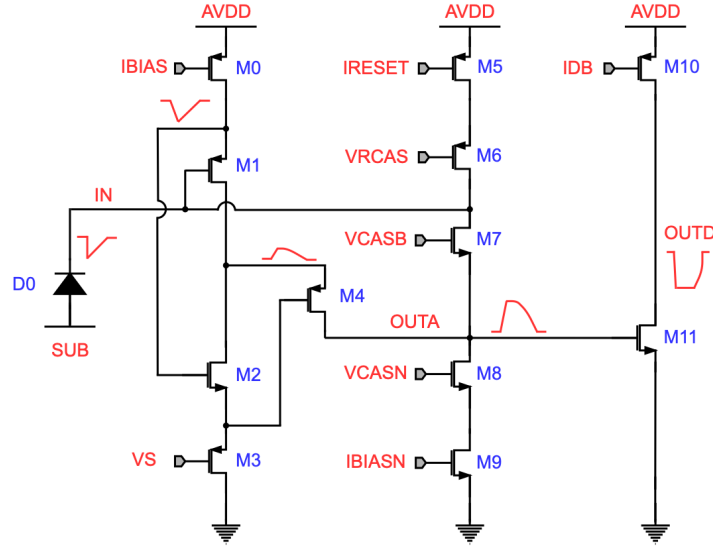 AVDD AVDD AVDD
IBIAS M0 IRESET M5 IDB M10
VRCAS M6
M1
IN
VCASB M7 OUTD
D0 M4
OUTA M11
SUB
M2 VCASN M8
VS M3 IBIASN M9